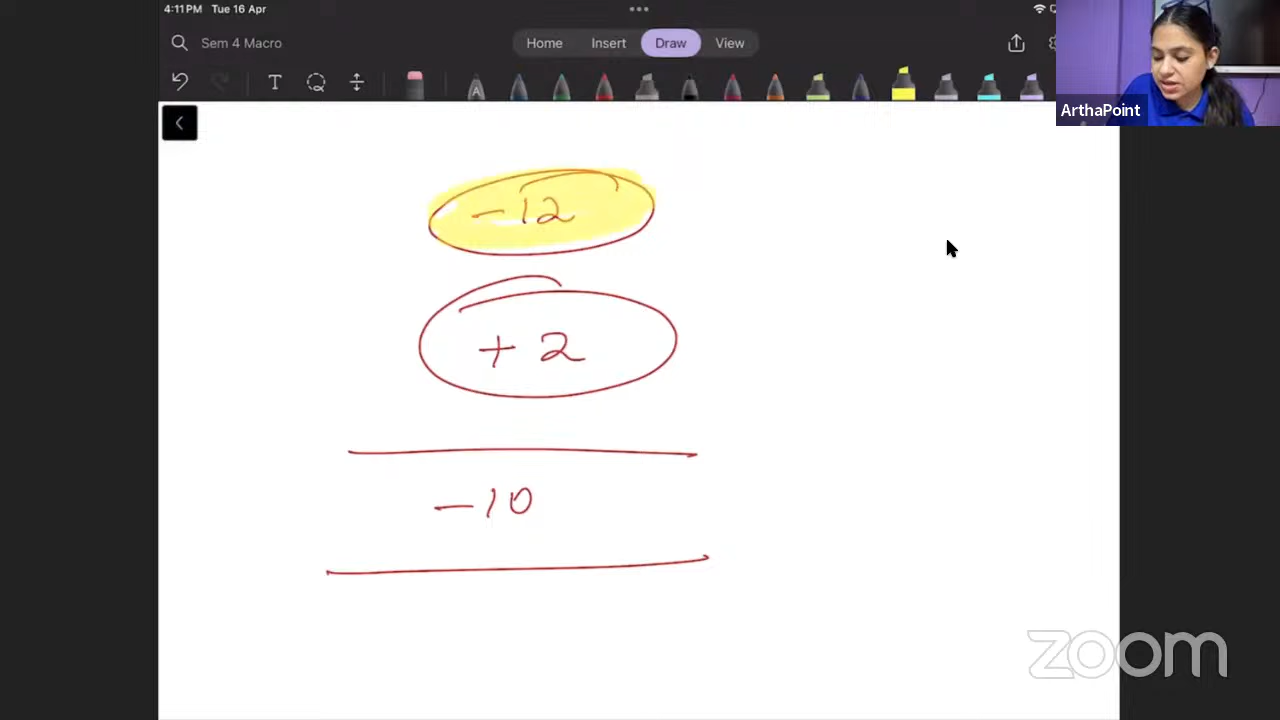 4:11 PM Tue 16 Apr
Sem 4 Macro
Home Insert Draw View
T
A
ArthaPoint
-12
+2
-10
zoom